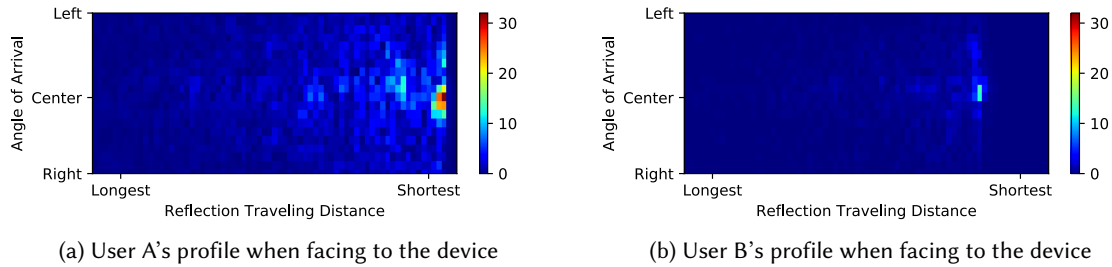 Left
Center
Right
Angle of Arrival
Longest
Shortest
Reflection Traveling Distance
30
20
10
0
(a) User A's profile when facing to the device
Left
Center
Right
Angle of Arrival
Longest
Shortest
Reflection Traveling Distance
30
20
10
0
(b) User B's profile when facing to the device